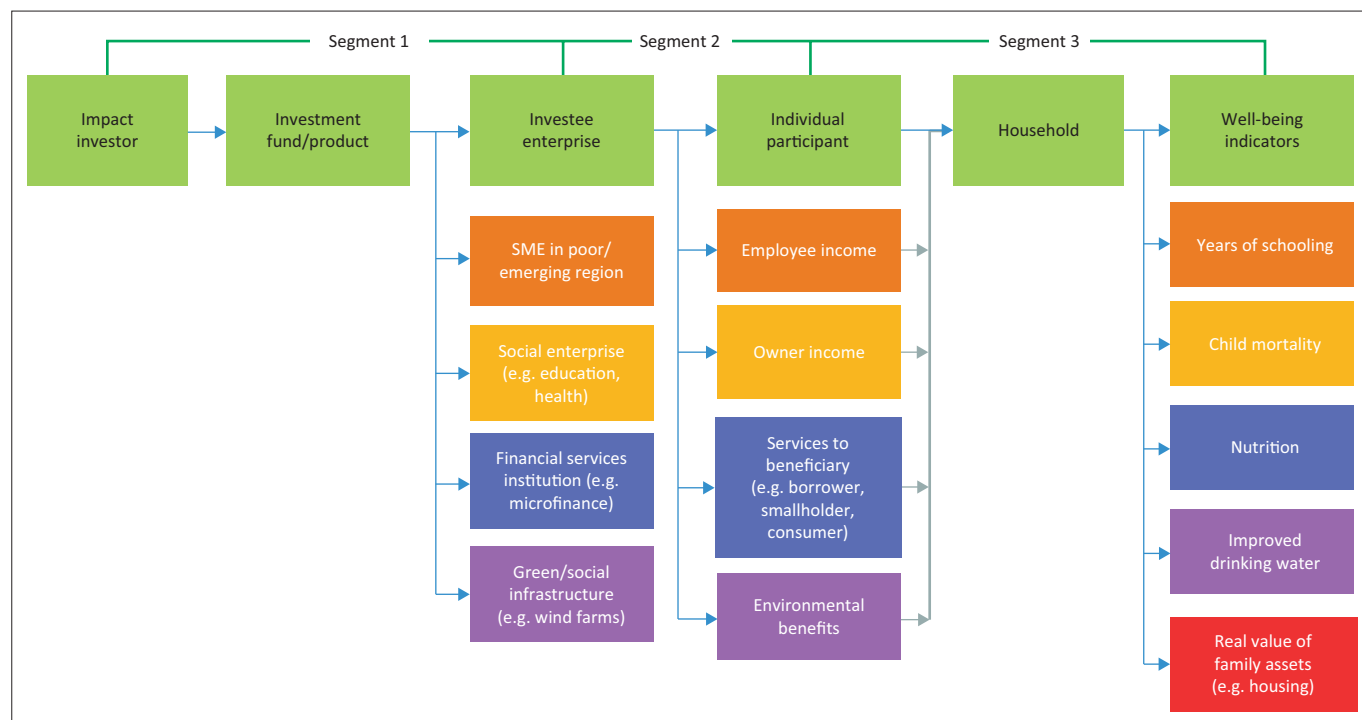 Segment 1
Segment 2
Segment 3
Impact
investor
Investment
fund/product
Investee
enterprise
Individual
participant
Household
Well-being
indicators
SME in poor/
emerging region
Social enterprise
(e.g. education,
health)
Financial services
institution (e.g.
microfinance)
Green/social
infrastructure
(e.g. wind farms)
Employee income
Owner income
Services to
beneficiary
(e.g. borrower,
smallholder,
consumer)
Environmental
benefits
Years of schooling
Child mortality
Nutrition
Improved
drinking water
Real value of
family assets
(e.g. housing)